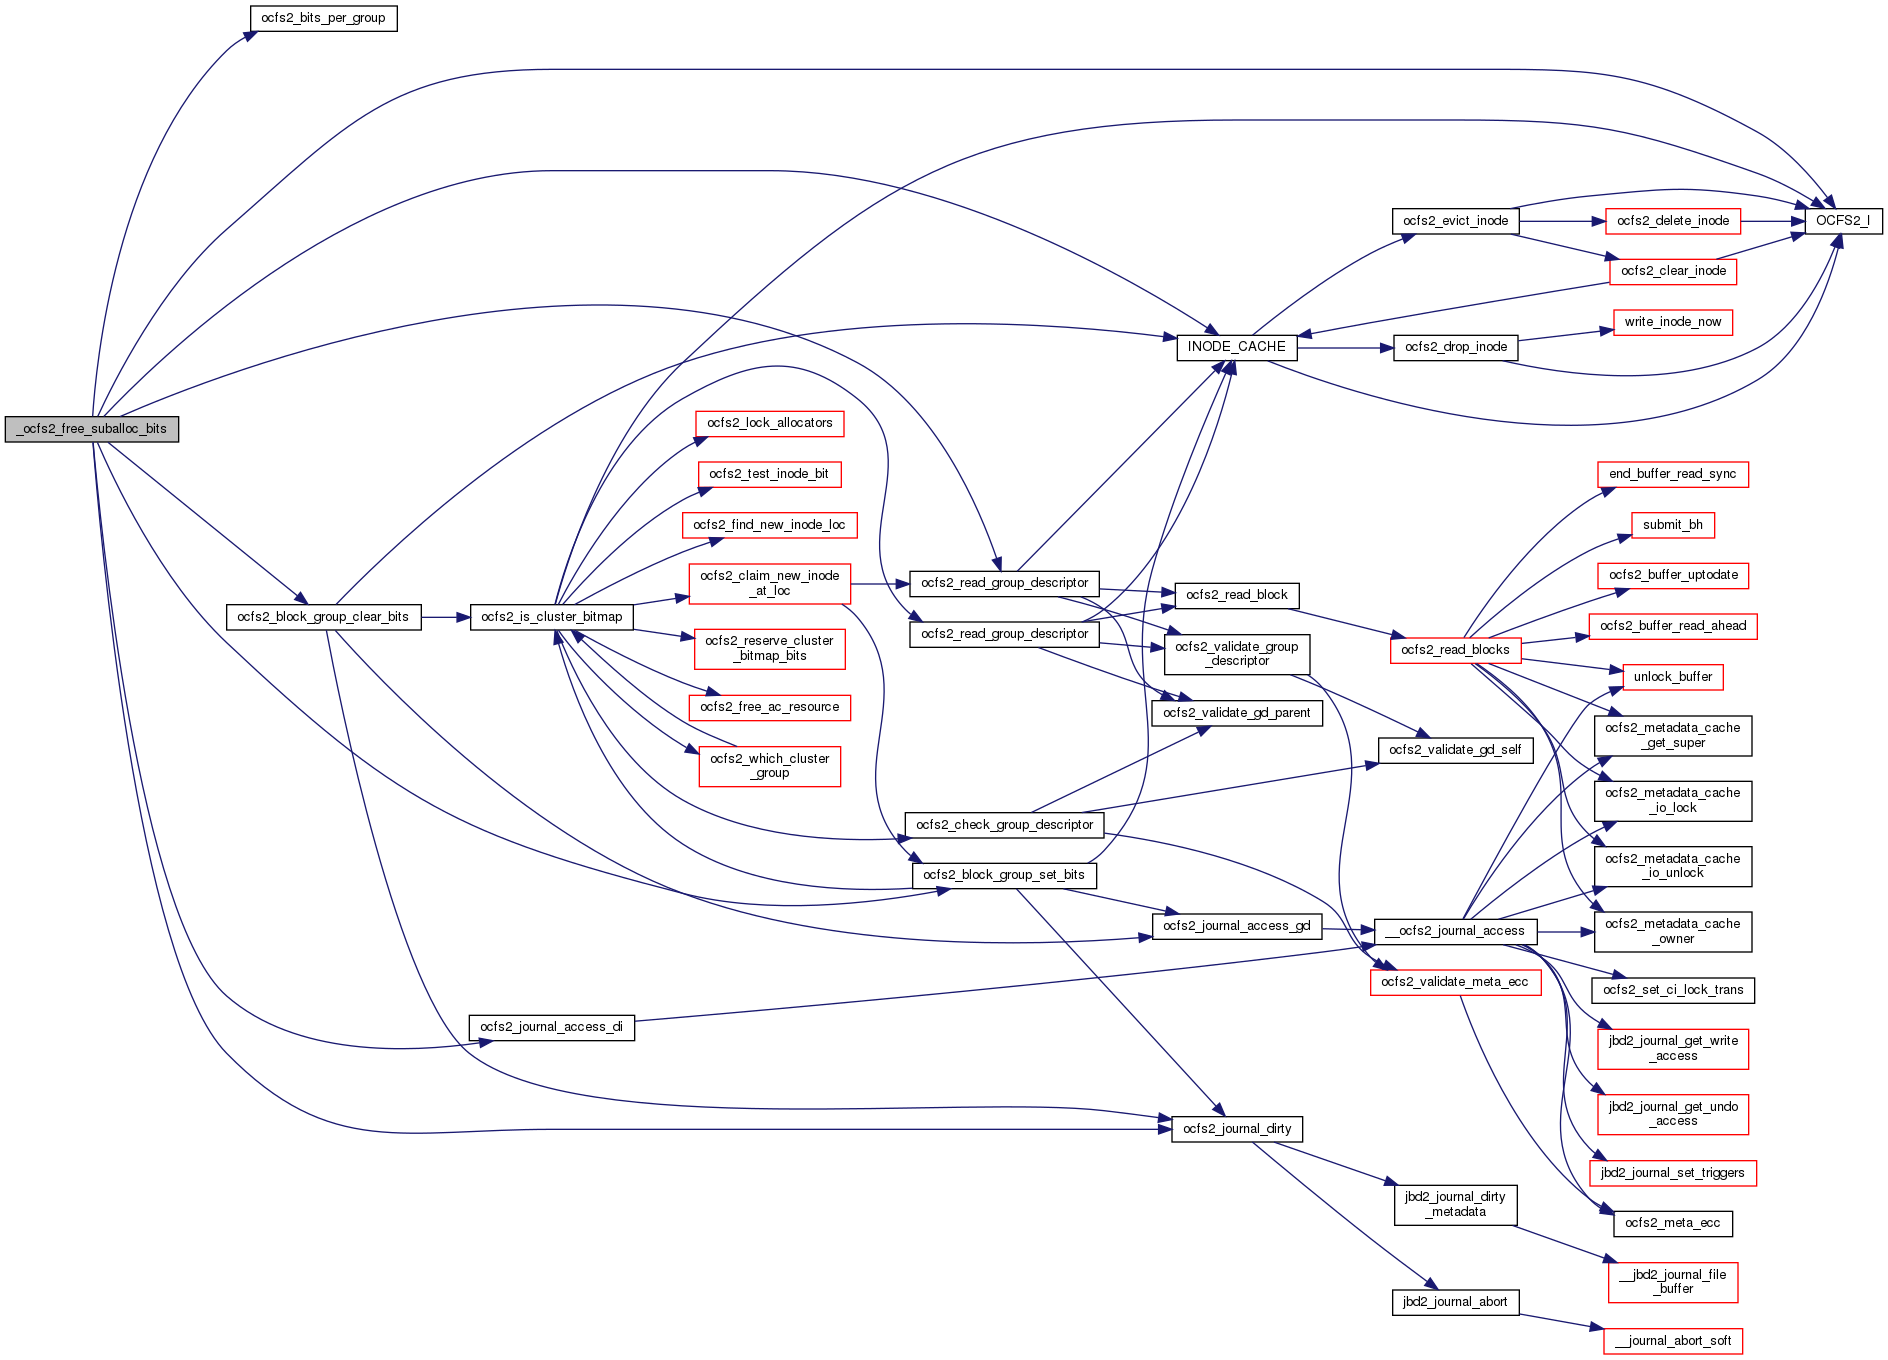 ocfs2_bits_per_group
ocfs2_evict_inode
ocfs2_delete_inode
OCFS2_I
ocfs2_clear_inode
write_inode_now
INODE_CACHE
ocfs2_drop_inode
_ocfs2_free_suballoc_bits
ocfs2_lock_allocators
ocfs2_test_inode_bit
end_buffer_read_sync
ocfs2_find_new_inode_loc
submit_bh
ocfs2_claim_new_inode
_at_loc
ocfs2_read_group_descriptor
ocfs2_read_block
ocfs2_buffer_uptodate
ocfs2_block_group_clear_bits
ocfs2_is_cluster_bitmap
ocfs2_read_group_descriptor
ocfs2_buffer_read_ahead
ocfs2_reserve_cluster
_bitmap_bits
ocfs2_validate_group
_descriptor
ocfs2_read_blocks
unlock_buffer
ocfs2_free_ac_resource
ocfs2_validate_gd_parent
ocfs2_metadata_cache
_get_super
ocfs2_which_cluster
_group
ocfs2_validate_gd_self
ocfs2_metadata_cache
_io_lock
ocfs2_check_group_descriptor
ocfs2_metadata_cache
_io_unlock
ocfs2_block_group_set_bits
ocfs2_journal_access_gd
__ocfs2_journal_access
ocfs2_metadata_cache
_owner
ocfs2_validate_meta_ecc
ocfs2_set_ci_lock_trans
ocfs2_journal_access_di
jbd2_journal_get_write
_access
jbd2_journal_get_undo
_access
ocfs2_journal_dirty
jbd2_journal_set_triggers
jbd2_journal_dirty
_metadata
ocfs2_meta_ecc
__jbd2_journal_file
_buffer
jbd2_journal_abort
__journal_abort_soft